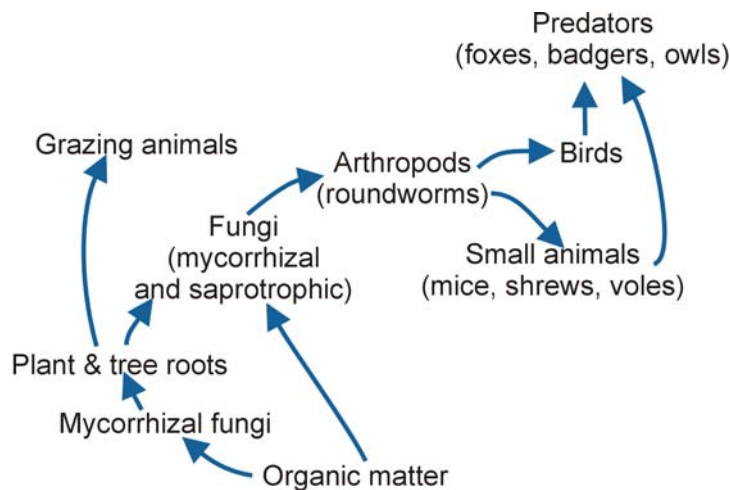 Predators
(foxes, badgers, owls)
Grazing animals
Arthropods
(roundworms)
Birds
Fungi
(mycorrhizal
and saprotrophic)
Small animals
(mice, shrews, voles)
Plant & tree roots
Mycorrhizal fungi
Organic matter